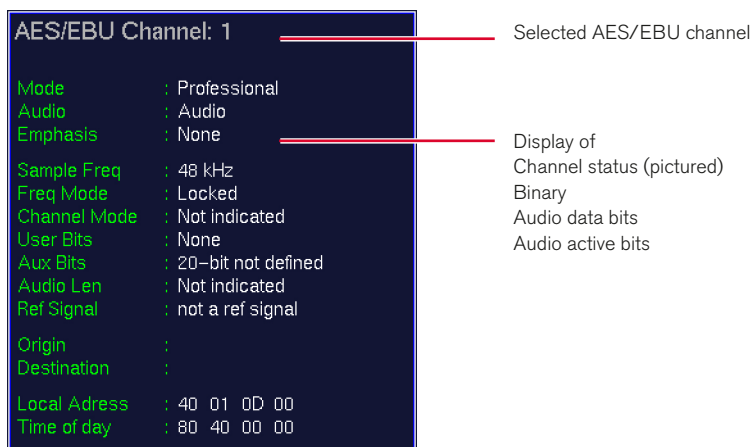 AES/EBU Channel: 1
Mode : Professional
Audio : Audio
Emphasis : None
Sample Freq : 48 kHz
Freq Mode : Locked
Channel Mode : Not indicated
User Bits : None
Aux Bits : 20-bit not defined
Audio Len : Not indicated
Ref Signal : not a ref signal
Origin :
Destination :
Local Adress : 40 01 0D 00
Time of day : 80 40 00 00
Selected AES/EBU channel
Display of
Channel status (pictured)
Binary
Audio data bits
Audio active bits